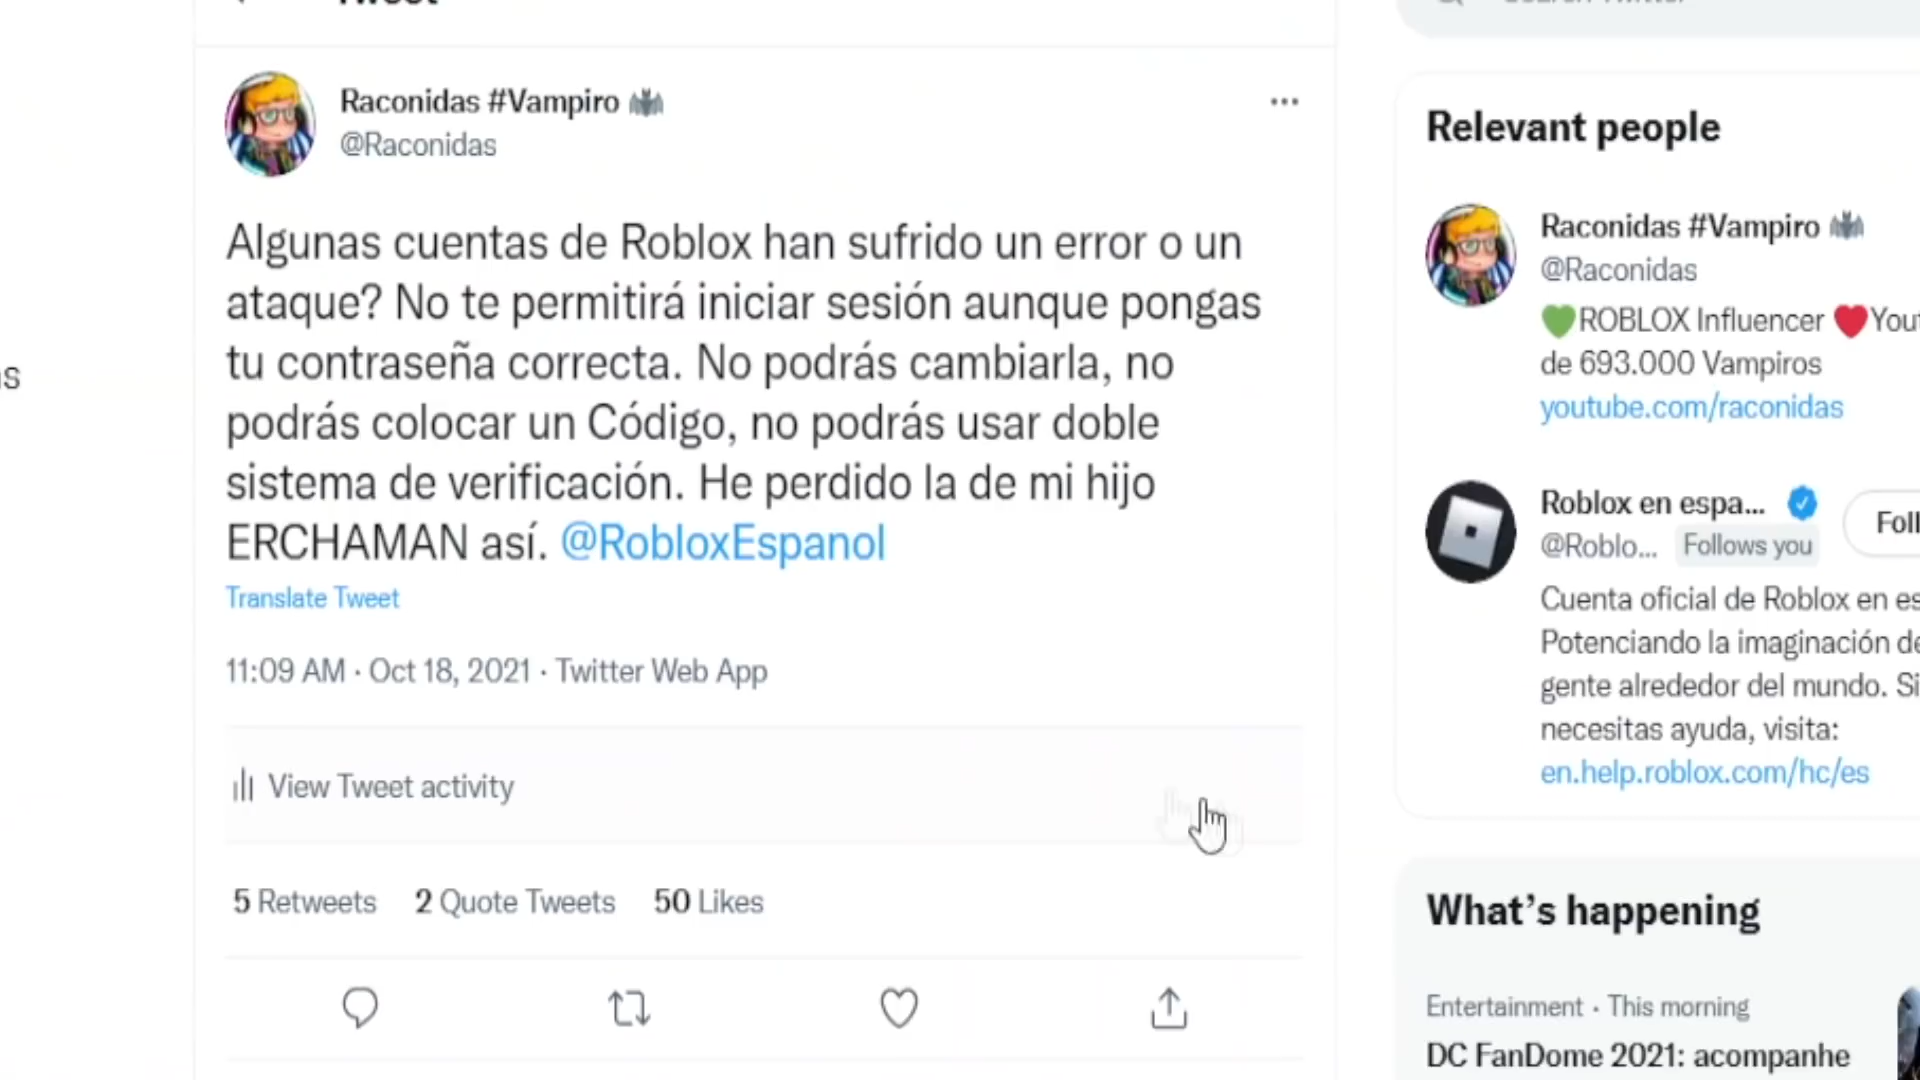 Tweet
Raconidas #Vampiro
@Raconidas
Algunas cuentas de Roblox han sufrido un error o un
ataque? No te permitirá iniciar sesión aunque pongas
tu contraseña correcta. No podrás cambiarla, no
podrás colocar un Código, no podrás usar doble
sistema de verificación. He perdido la de mi hijo
ERCHAMAN así. @RobloxEspanol
Translate Tweet
11:09 AM · Oct 18, 2021 · Twitter Web App
View Tweet activity
5 Retweets 2 Quote Tweets 50 Likes
Relevant people
Raconidas #Vampiro
@Raconidas
💚ROBLOX Influencer ❤️You
de 693.000 Vampiros
youtube.com/raconidas
Roblox en espa...
Foll
@Roblo... Follows you
Cuenta oficial de Roblox en es
Potenciando la imaginación de
gente alrededor del mundo. Si
necesitas ayuda, visita:
en.help.roblox.com/hc/es
What's happening
Entertainment · This morning
DC FanDome 2021: acompanhe